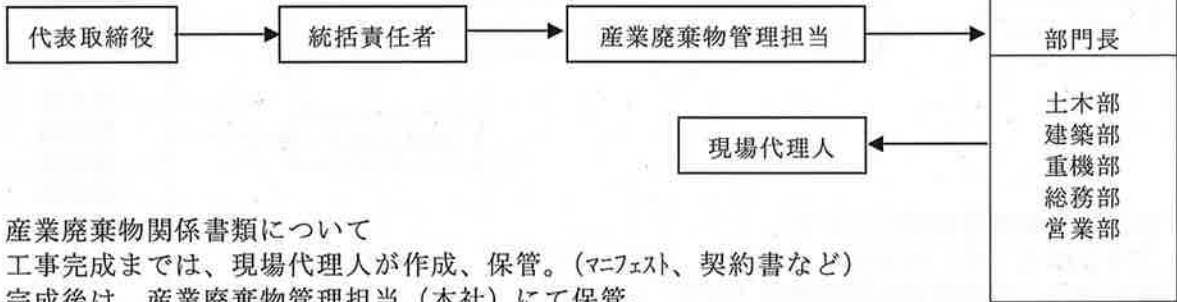 代表取締役
統括責任者
産業廃棄物管理担当
部門長
土木部
建築部
重機部
総務部
営業部
現場代理人
産業廃棄物関係書類について
工事完成までは、現場代理人が作成、保管。(マニフェスト、契約書など)
完成後は、産業廃棄物管理担当(本社)にて保管